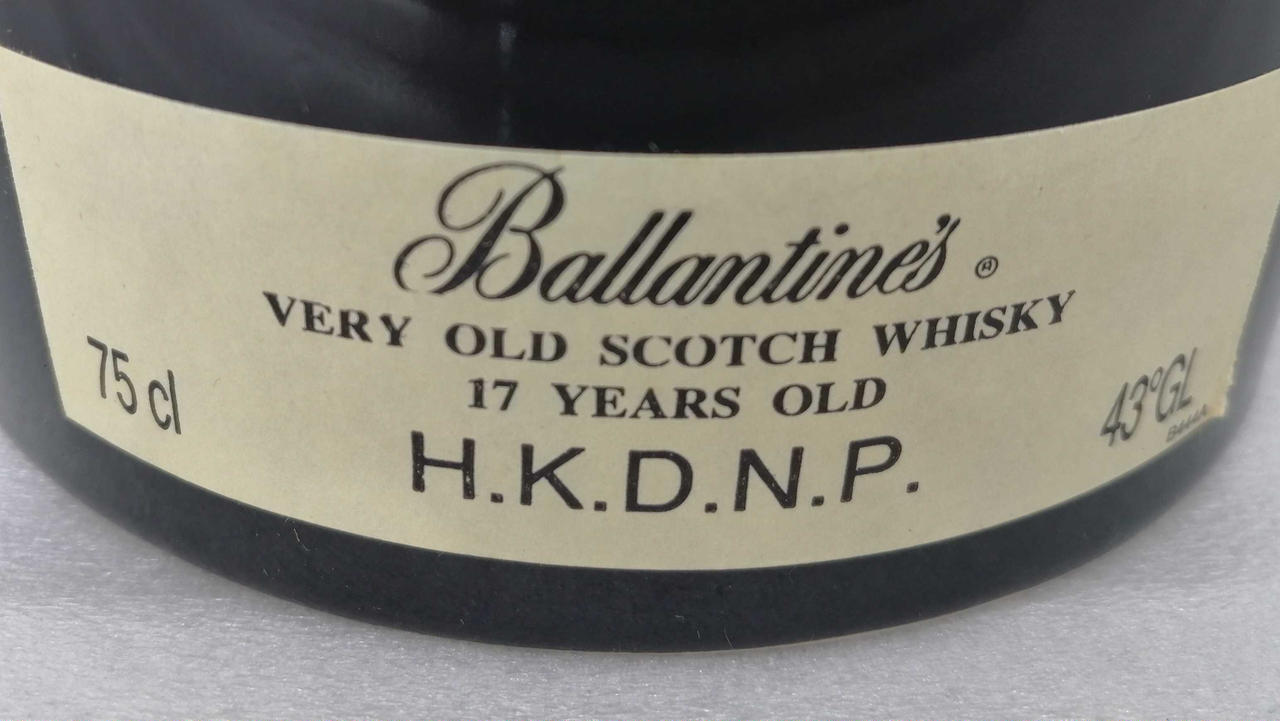 Ballantine's ®
VERY OLD SCOTCH WHISKY
75 cl
17 YEARS OLD
43°GL
H.K.D.N.P.